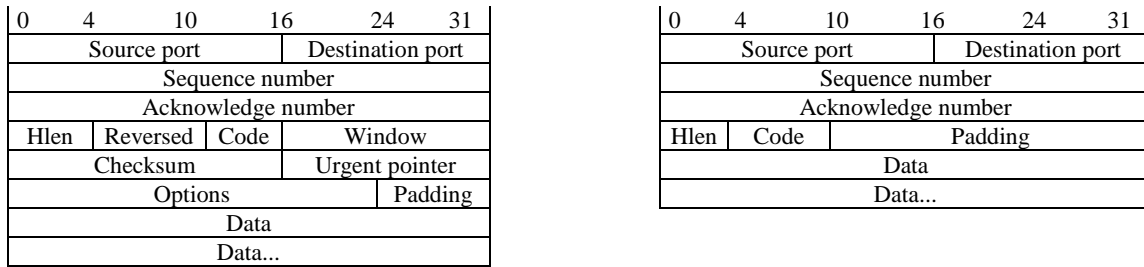 0 4 10 16 24 31
Source port Destination port
Sequence number
Acknowledge number
Hlen Reversed Code Window
Checksum Urgent pointer
Options Padding
Data
Data...
0 4 10 16 24 31
Source port Destination port
Sequence number
Acknowledge number
Hlen Code Padding
Data
Data...